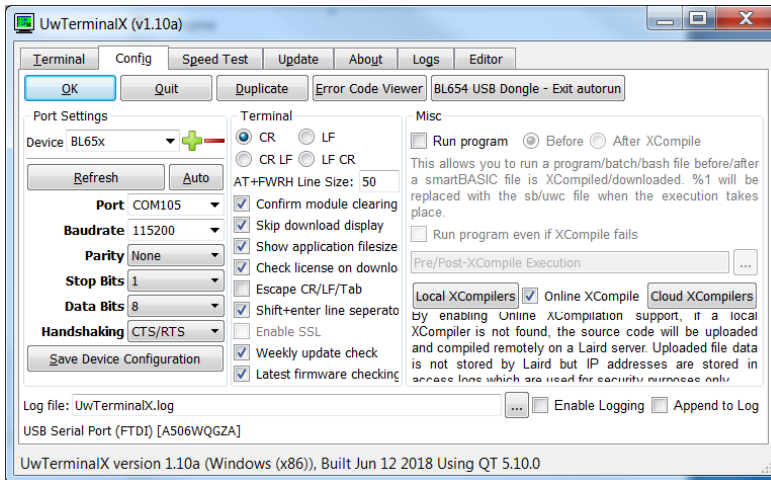 UwTerminalX (v1.10a)
Terminal Config Speed Test Update About Logs Editor
OK Quit Duplicate Error Code Viewer BL654 USB Dongle - Exit autorun
Port Settings
Device BL65x
Refresh Auto
Port COM105
Baudrate 115200
Parity None
Stop Bits 1
Data Bits 8
Handshaking CTS/RTS
Save Device Configuration
Terminal
CR LF
CR LF LF CR
AT+FWRH Line Size: 50
Confirm module clearing
Skip download display
Show application filesize
Check license on downlo
Escape CR/LF/Tab
Shift+enter line seperato
Enable SSL
Weekly update check
Latest firmware checking
Misc
Run program Before After XCompile
This allows you to run a program/batch/bash file before/after
a smartBASIC file is XCompiled/downloaded. %1 will be
replaced with the sb/uwc file when the execution takes
place.
Run program even if XCompile fails
Pre/Post-XCompile Execution ...
Local XCompilers Online XCompile Cloud XCompilers
By enabling Online XCompilation support, if a local
XCompiler is not found, the source code will be uploaded
and compiled remotely on a Laird server. Uploaded file data
is not stored by Laird but IP addresses are stored in
access logs which are used for security purposes only.
Log file: UwTerminalX.log ... Enable Logging Append to Log
USB Serial Port (FTDI) [A506WQGZA]
UwTerminalX version 1.10a (Windows (x86)), Built Jun 12 2018 Using QT 5.10.0